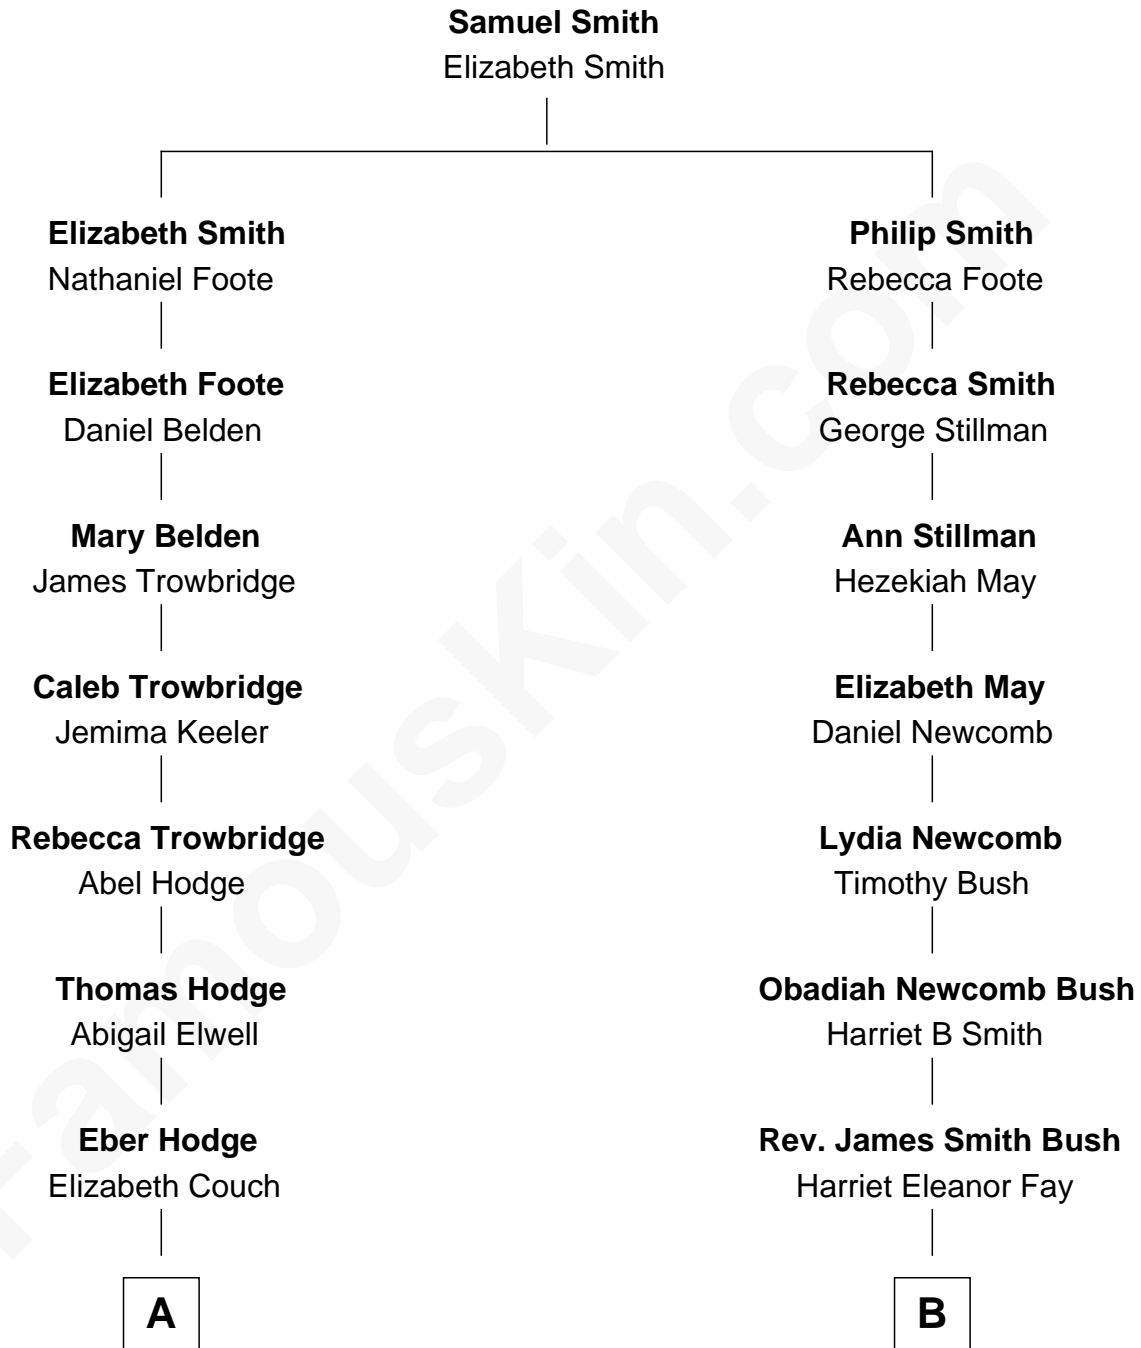 Samuel Smith
Elizabeth Smith
Elizabeth Smith
Nathaniel Foote
Philip Smith
Rebecca Foote
Elizabeth Foote
Daniel Belden
Rebecca Smith
George Stillman
Mary Belden
James Trowbridge
Ann Stillman
Hezekiah May
Caleb Trowbridge
Jemima Keeler
Elizabeth May
Daniel Newcomb
Rebecca Trowbridge
Abel Hodge
Lydia Newcomb
Timothy Bush
Thomas Hodge
Abigail Elwell
Obadiah Newcomb Bush
Harriet B Smith
Eber Hodge
Elizabeth Couch
Rev. James Smith Bush
Harriet Eleanor Fay
A
B
FamousKin.com